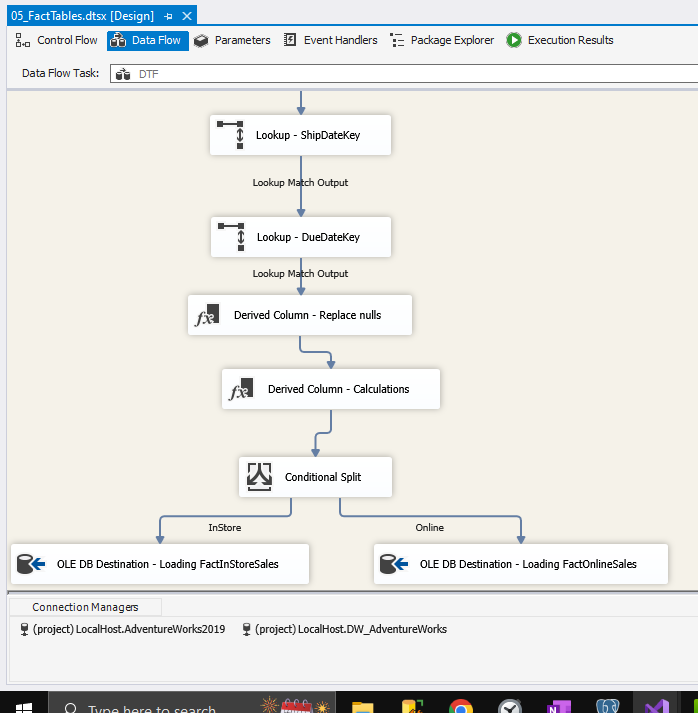 05_FactTables.dtsx [Design]
Control Flow Data Flow Parameters Event Handlers Package Explorer Execution Results
Data Flow Task: DTF
Lookup - ShipDateKey
Lookup Match Output
Lookup - DueDateKey
Lookup Match Output
fx Derived Column - Replace nulls
fx Derived Column - Calculations
Conditional Split
InStore Online
OLE DB Destination - Loading FactInStoreSales OLE DB Destination - Loading FactOnlineSales
Connection Managers
(project) LocalHost.AdventureWorks2019 (project) LocalHost.DW_AdventureWorks
Type here to search